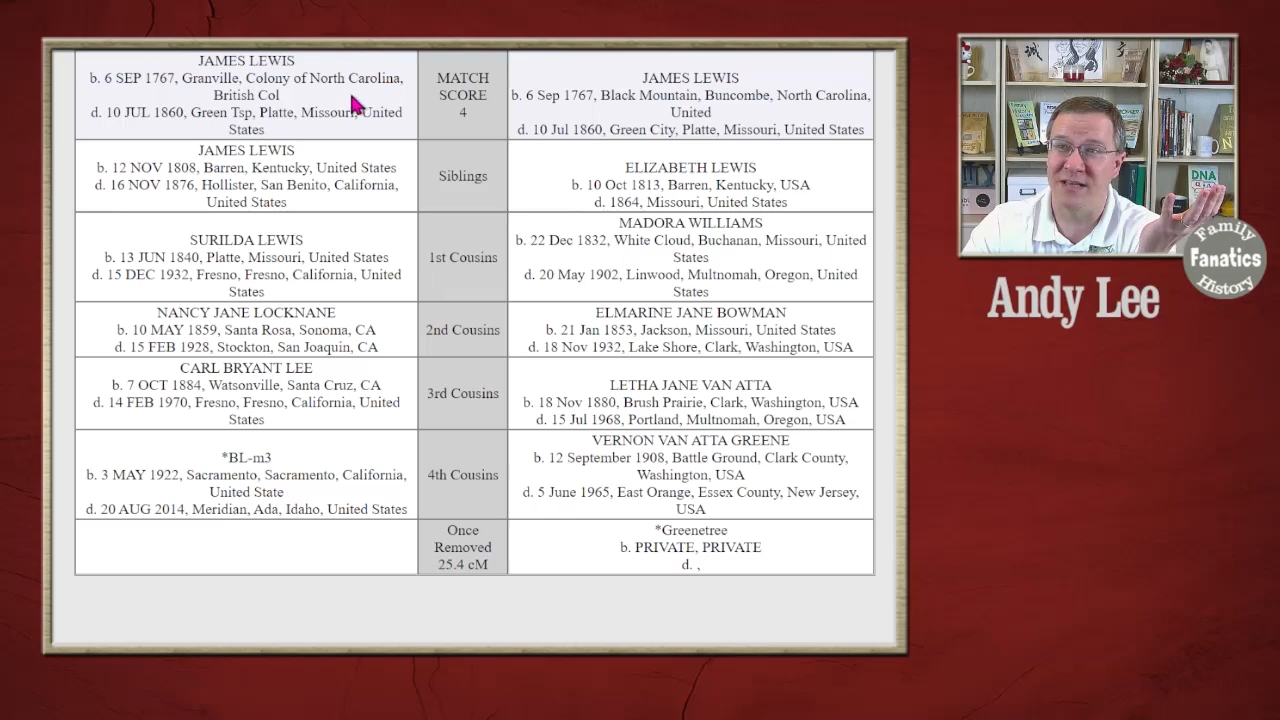 JAMES LEWIS
b. 6 SEP 1767, Granville, Colony of North Carolina,
British Col
d. 10 JUL 1860, Green Tsp, Platte, Missouri, United
States
MATCH
SCORE
4
JAMES LEWIS
b. 6 Sep 1767, Black Mountain, Buncombe, North Carolina,
United
d. 10 Jul 1860, Green City, Platte, Missouri, United States
JAMES LEWIS
b. 12 NOV 1808, Barren, Kentucky, United States
d. 16 NOV 1876, Hollister, San Benito, California,
United States
Siblings
ELIZABETH LEWIS
b. 10 Oct 1813, Barren, Kentucky, USA
d. 1864, Missouri, United States
SURILDA LEWIS
b. 13 JUN 1840, Platte, Missouri, United States
d. 15 DEC 1932, Fresno, Fresno, California, United
States
1st Cousins
MADORA WILLIAMS
b. 22 Dec 1832, White Cloud, Buchanan, Missouri, United
States
d. 20 May 1902, Linwood, Multnomah, Oregon, United
States
NANCY JANE LOCKNANE
b. 10 MAY 1859, Santa Rosa, Sonoma, CA
d. 15 FEB 1928, Stockton, San Joaquin, CA
2nd Cousins
ELMARINE JANE BOWMAN
b. 21 Jan 1853, Jackson, Missouri, United States
d. 18 Nov 1932, Lake Shore, Clark, Washington, USA
CARL BRYANT LEE
b. 7 OCT 1884, Watsonville, Santa Cruz, CA
d. 14 FEB 1970, Fresno, Fresno, California, United
States
3rd Cousins
LETHA JANE VAN ATTA
b. 18 Nov 1880, Brush Prairie, Clark, Washington, USA
d. 15 Jul 1968, Portland, Multnomah, Oregon, USA
*BL-m3
b. 3 MAY 1922, Sacramento, Sacramento, California,
United State
d. 20 AUG 2014, Meridian, Ada, Idaho, United States
4th Cousins
VERNON VAN ATTA GREENE
b. 12 September 1908, Battle Ground, Clark County,
Washington, USA
d. 5 June 1965, East Orange, Essex County, New Jersey,
USA
Once
Removed
25.4 cM
*Greenetree
b. PRIVATE, PRIVATE
d. ,
DNA
Family
Fanatics
History
Andy Lee